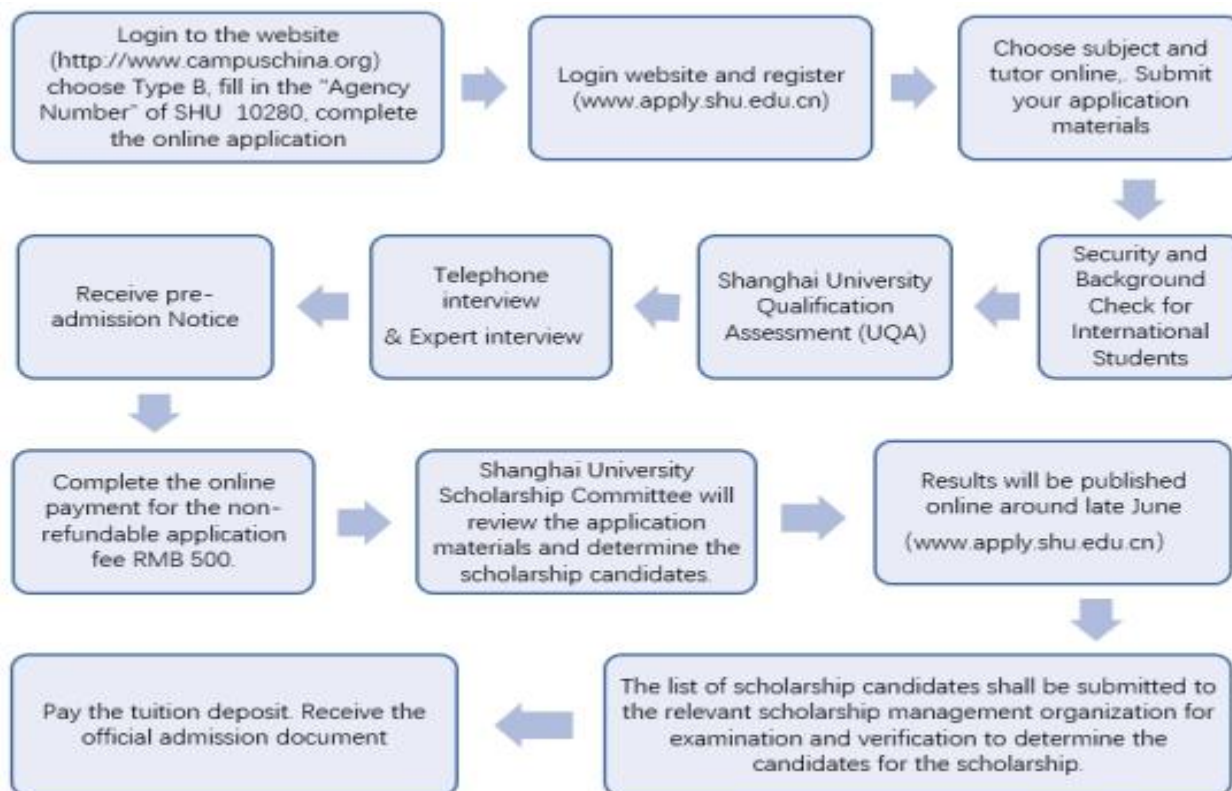 Login to the website
(http://www.campuschina.org)
choose Type B, fill in the "Agency
Number" of SHU 10280, complete
the online application
Login website and register
(www.apply.shu.edu.cn)
Choose subject and
tutor online,. Submit
your application
materials
Security and
Background
Check for
International
Students
Shanghai University
Qualification
Assessment (UQA)
Telephone
interview
& Expert interview
Receive pre-
admission Notice
Complete the online
payment for the non-
refundable application
fee RMB 500.
Shanghai University
Scholarship Committee will
review the application
materials and determine the
scholarship candidates.
Results will be published
online around late June
(www.apply.shu.edu.cn)
The list of scholarship candidates shall be submitted to
the relevant scholarship management organization for
examination and verification to determine the
candidates for the scholarship.
Pay the tuition deposit. Receive the
official admission document